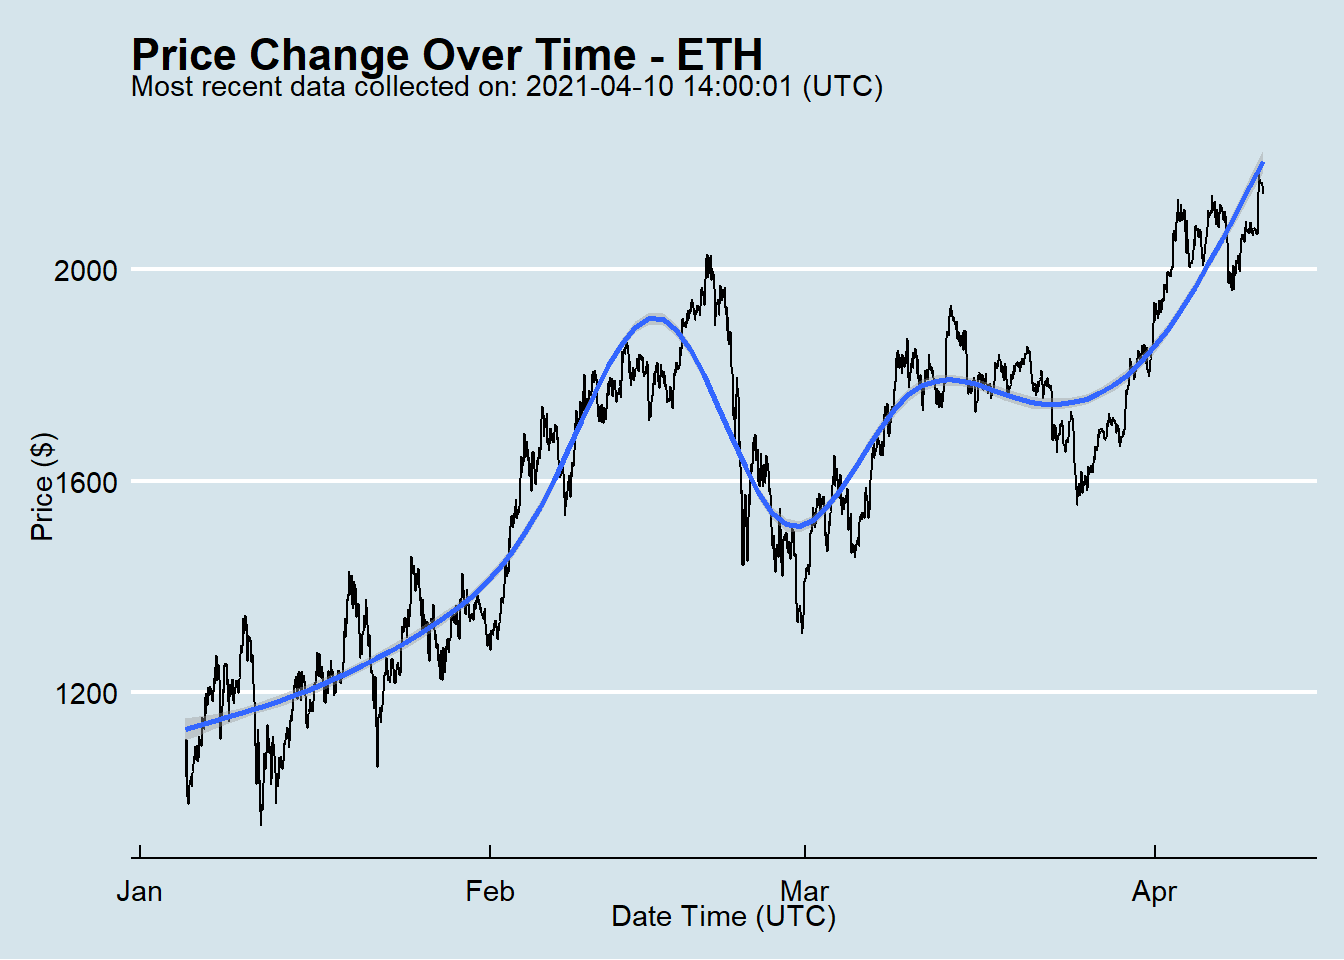 Price Change Over Time - ETH
Most recent data collected on: 2021-04-10 14:00:01 (UTC)
Price ($)
2000
1600
1200
Jan
Feb
Mar
Apr
Date Time (UTC)